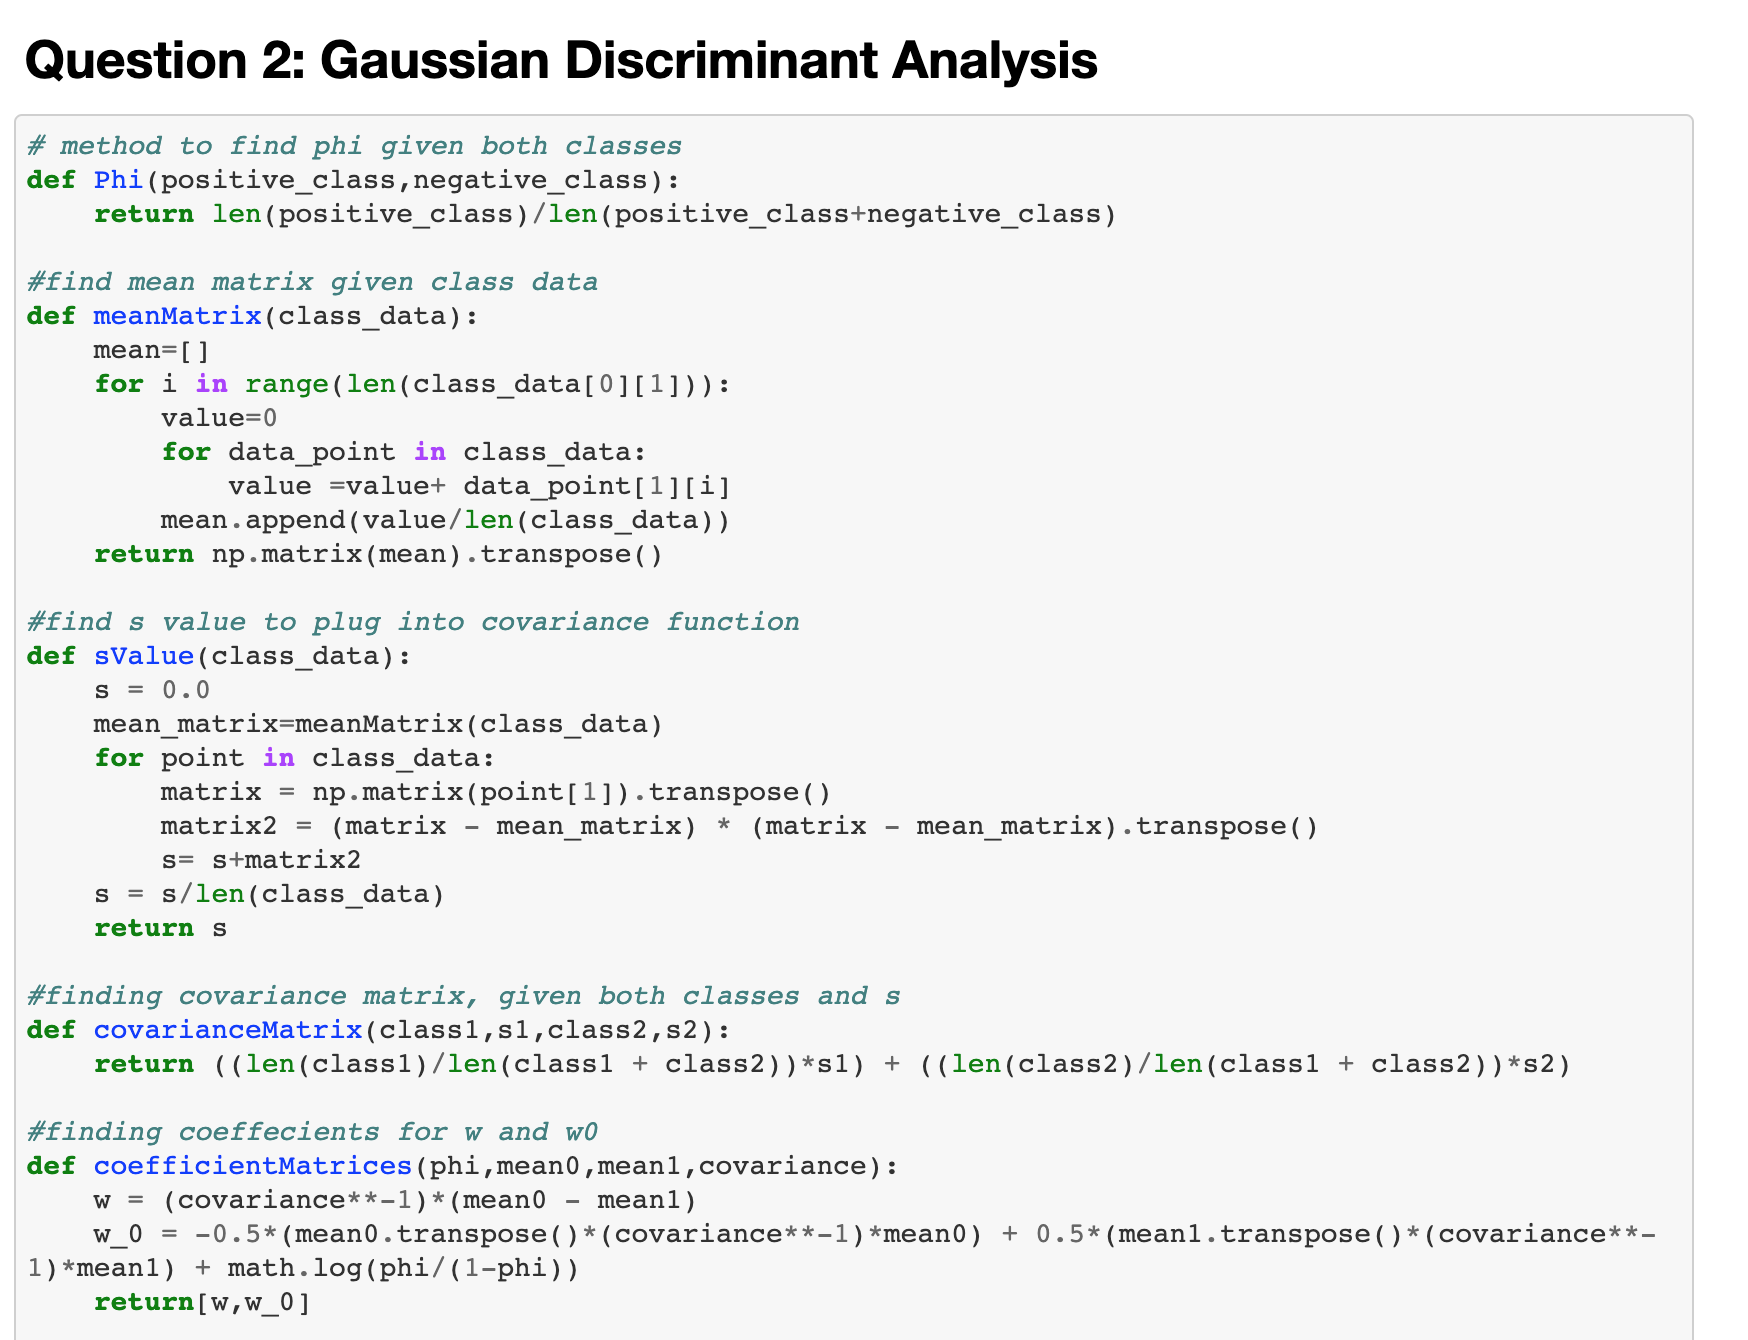 Question 2: Gaussian Discriminant Analysis
# method to find phi given both classes
def Phi(positive_class,negative_class):
    return len(positive_class)/len(positive_class+negative_class)

#find mean matrix given class data
def meanMatrix(class_data):
    mean=[]
    for i in range(len(class_data[0][1])):
        value=0
        for data_point in class_data:
            value =value+ data_point[1][i]
        mean.append(value/len(class_data))
    return np.matrix(mean).transpose()

#find s value to plug into covariance function
def sValue(class_data):
    s = 0.0
    mean_matrix=meanMatrix(class_data)
    for point in class_data:
        matrix = np.matrix(point[1]).transpose()
        matrix2 = (matrix - mean_matrix) * (matrix - mean_matrix).transpose()
        s= s+matrix2
    s = s/len(class_data)
    return s

#finding covariance matrix, given both classes and s
def covarianceMatrix(class1,s1,class2,s2):
    return ((len(class1)/len(class1 + class2))*s1) + ((len(class2)/len(class1 + class2))*s2)

#finding coeffecients for w and w0
def coefficientMatrices(phi,mean0,mean1,covariance):
    w = (covariance**-1)*(mean0 - mean1)
    w_0 = -0.5*(mean0.transpose()*(covariance**-1)*mean0) + 0.5*(mean1.transpose()*(covariance**-
1)*mean1) + math.log(phi/(1-phi))
    return[w,w_0]